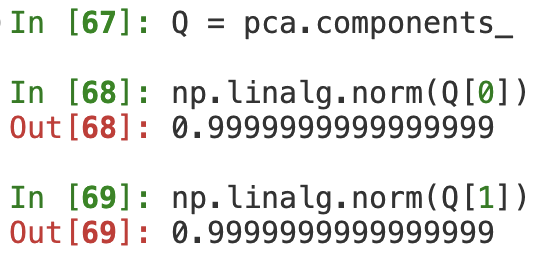 In [67]: Q = pca.components_
In [68]: np.linalg.norm(Q[0])
Out[68]: 0.9999999999999999
In [69]: np.linalg.norm(Q[1])
Out[69]: 0.9999999999999999